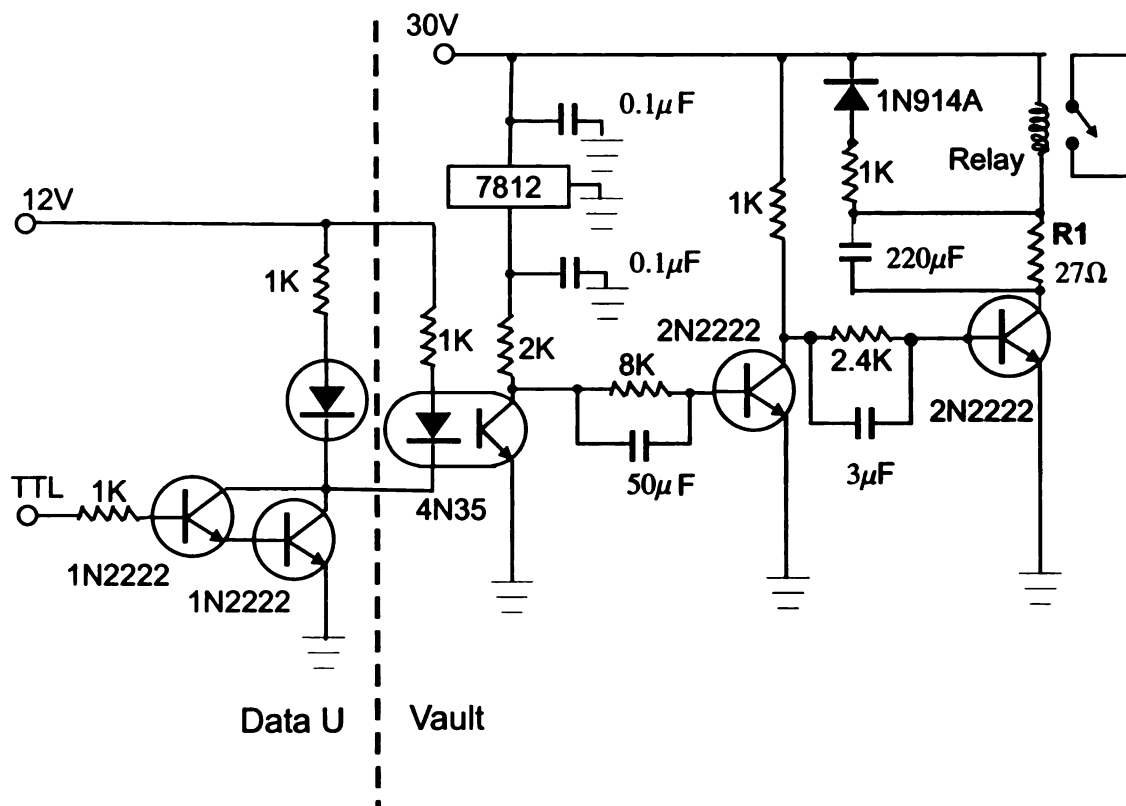 30V
0.1μF
1N914A
Relay
1K
7812
12V
1K
R1
220μF
27Ω
0.1μF
1K
1K
2K
2N2222
8K
2.4K
2N2222
TTL
1K
50μF
3μF
4N35
1N2222
1N2222
Data U
Vault